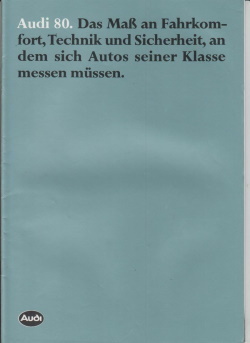 Audi 80. Das Maß an Fahrkom-
fort, Technik und Sicherheit, an
dem sich Autos seiner Klasse
messen müssen.
Audi